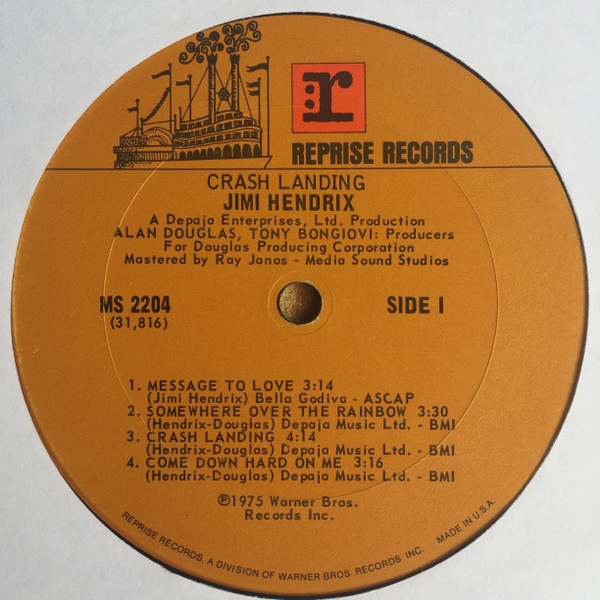 :r
REPRISE RECORDS
CRASH LANDING
JIMI HENDRIX
A Depaja Enterprises, Ltd. Production
ALAN DOUGLAS, TONY BONGIOVI: Producers
For Douglas Producing Corporation
Mastered by Ray Janos - Media Sound Studios
MS 2204
(31,816)
SIDE I
1. MESSAGE TO LOVE 3:14
(Jimi Hendrix) Bella Godiva - ASCAP
2. SOMEWHERE OVER THE RAINBOW 3:30
(Hendrix-Douglas) Depaja Music Ltd. - BMI
3. CRASH LANDING 4:14
(Hendrix-Douglas) Depaja Music Ltd. - BMI
4. COME DOWN HARD ON ME 3:16
(Hendrix-Douglas) Depaja Music Ltd. - BMI
℗1975 Warner Bros.
Records Inc.
REPRISE RECORDS, A DIVISION OF WARNER BROS. RECORDS INC. MADE IN U.S.A.